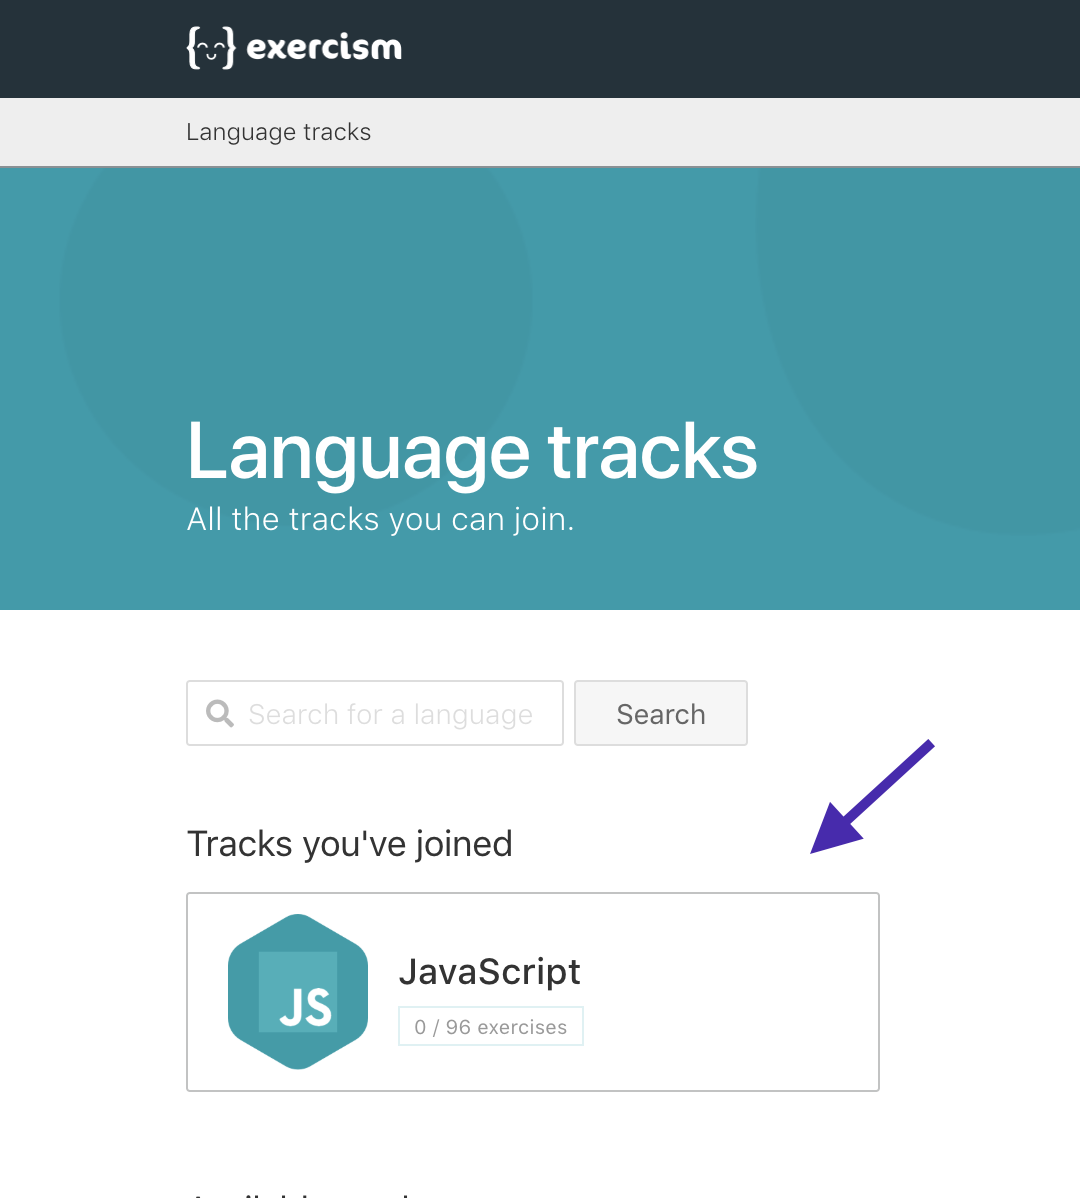 exercism
Language tracks
Language tracks
All the tracks you can join.
Search for a language
Search
Tracks you've joined
JS
JavaScript
0 / 96 exercises